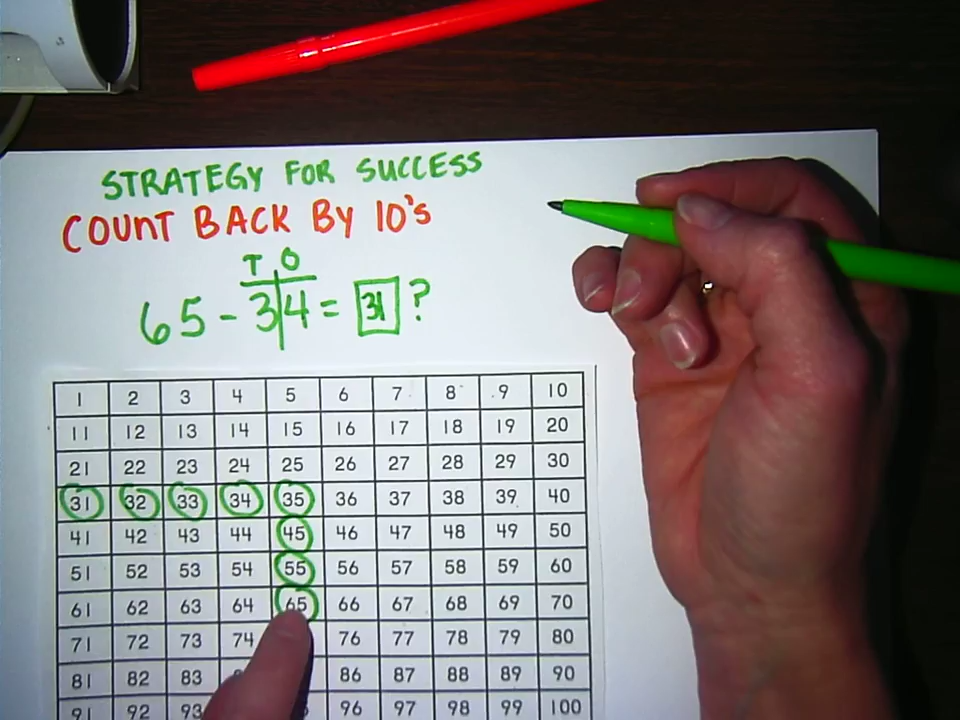 STRATEGY FOR SUCCESS
COUNT BACK BY 10's
T O
65 - 34 = 31 ?
1 2 3 4 5 6 7 8 9 10
11 12 13 14 15 16 17 18 19 20
21 22 23 24 25 26 27 28 29 30
31 32 33 34 35 36 37 38 39 40
41 42 43 44 45 46 47 48 49 50
51 52 53 54 55 56 57 58 59 60
61 62 63 64 65 66 67 68 69 70
71 72 73 74 76 77 78 79 80
81 82 83 86 87 88 89 90
91 92 93 96 97 98 99 100